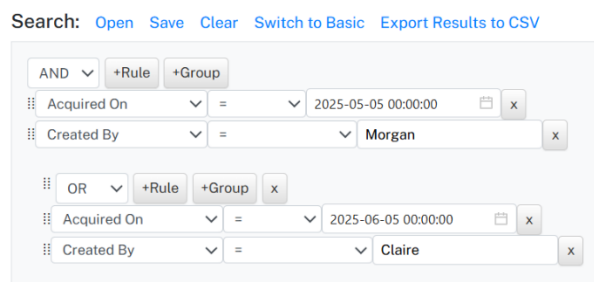 Search: Open Save Clear Switch to Basic Export Results to CSV
AND +Rule +Group
Acquired On = 2025-05-05 00:00:00 x
Created By = Morgan x
OR +Rule +Group x
Acquired On = 2025-06-05 00:00:00 x
Created By = Claire x